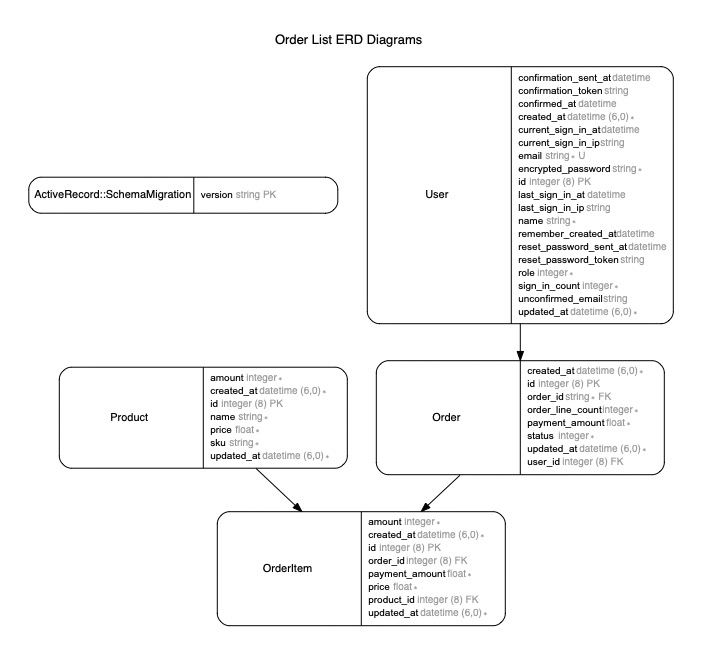 Order List ERD Diagrams
User
confirmation_sent_at datetime
confirmation_token string
confirmed_at datetime
created_at datetime (6,0) *
current_sign_in_at datetime
current_sign_in_ip string
email string * U
encrypted_password string *
id integer (8) PK
last_sign_in_at datetime
last_sign_in_ip string
name string *
remember_created_at datetime
reset_password_sent_at datetime
reset_password_token string
role integer *
sign_in_count integer *
unconfirmed_email string
updated_at datetime (6,0) *
ActiveRecord::SchemaMigration
version string PK
Product
amount integer *
created_at datetime (6,0) *
id integer (8) PK
name string *
price float *
sku string *
updated_at datetime (6,0) *
Order
created_at datetime (6,0) *
id integer (8) PK
order_id string * FK
order_line_count integer *
payment_amount float *
status integer *
updated_at datetime (6,0) *
user_id integer (8) FK
OrderItem
amount integer *
created_at datetime (6,0) *
id integer (8) PK
order_id integer (8) FK
payment_amount float *
price float *
product_id integer (8) FK
updated_at datetime (6,0) *